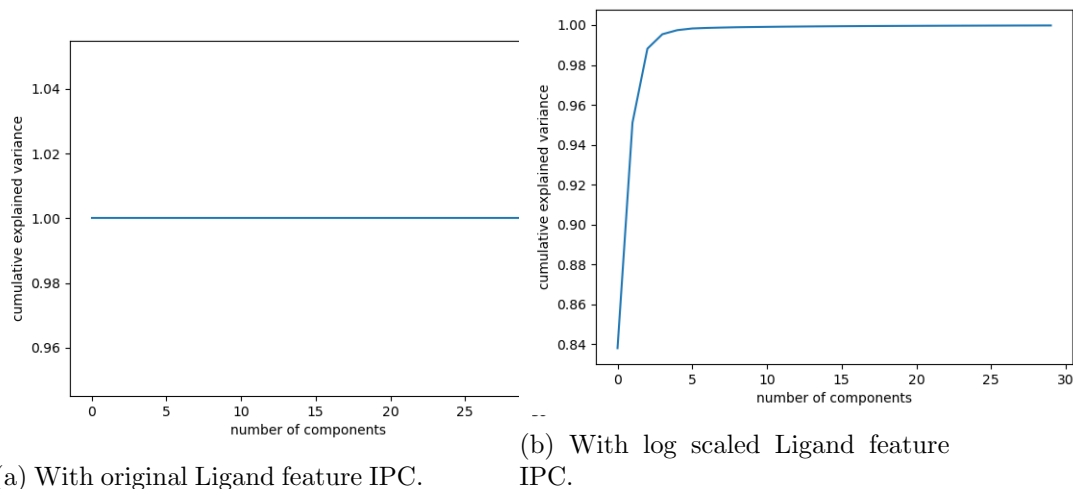 1.04
1.02
1.00
0.98
0.96
cumulative explained variance
0 5 10 15 20 25
number of components
1.00
0.98
0.96
0.94
0.92
0.90
0.88
0.86
0.84
cumulative explained variance
0 5 10 15 20 25 30
number of components
a) With original Ligand feature IPC.
(b) With log scaled Ligand feature
IPC.